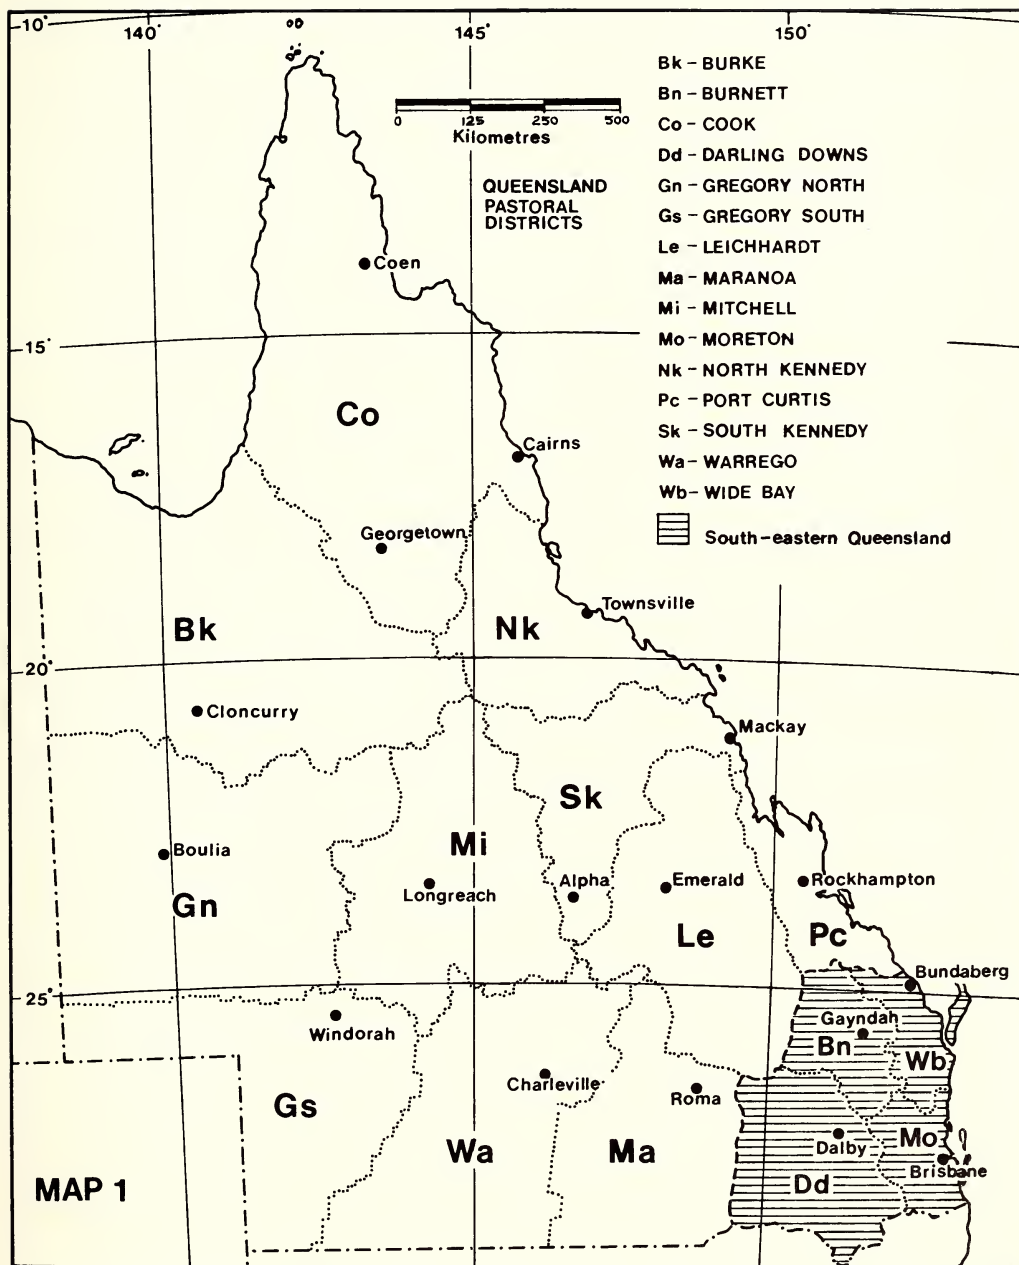 -10°
140°
145°
150°
Bk - BURKE
Bn - BURNETT
Co - COOK
Dd - DARLING DOWNS
Gn - GREGORY NORTH
Gs - GREGORY SOUTH
Le - LEICHHARDT
Ma - MARANOA
Mi - MITCHELL
Mo - MORETON
Nk - NORTH KENNEDY
Pc - PORT CURTIS
Sk - SOUTH KENNEDY
Wa - WARREGO
Wb - WIDE BAY
South-eastern Queensland
0 125 250 500
Kilometres
QUEENSLAND
PASTORAL
DISTRICTS
Coen
-15°
Co
Cairns
Georgetown
Townsville
Bk
Nk
20°
Cloncurry
Mackay
Sk
Mi
Boulia
Longreach
Alpha
Emerald
Rockhampton
Gn
Le
Pc
Bundaberg
25°
Windorah
Gayndah
Bn
Wb
Charleville
Roma
Gs
Wa
Ma
Dalby
Mo
Brisbane
Dd
MAP 1